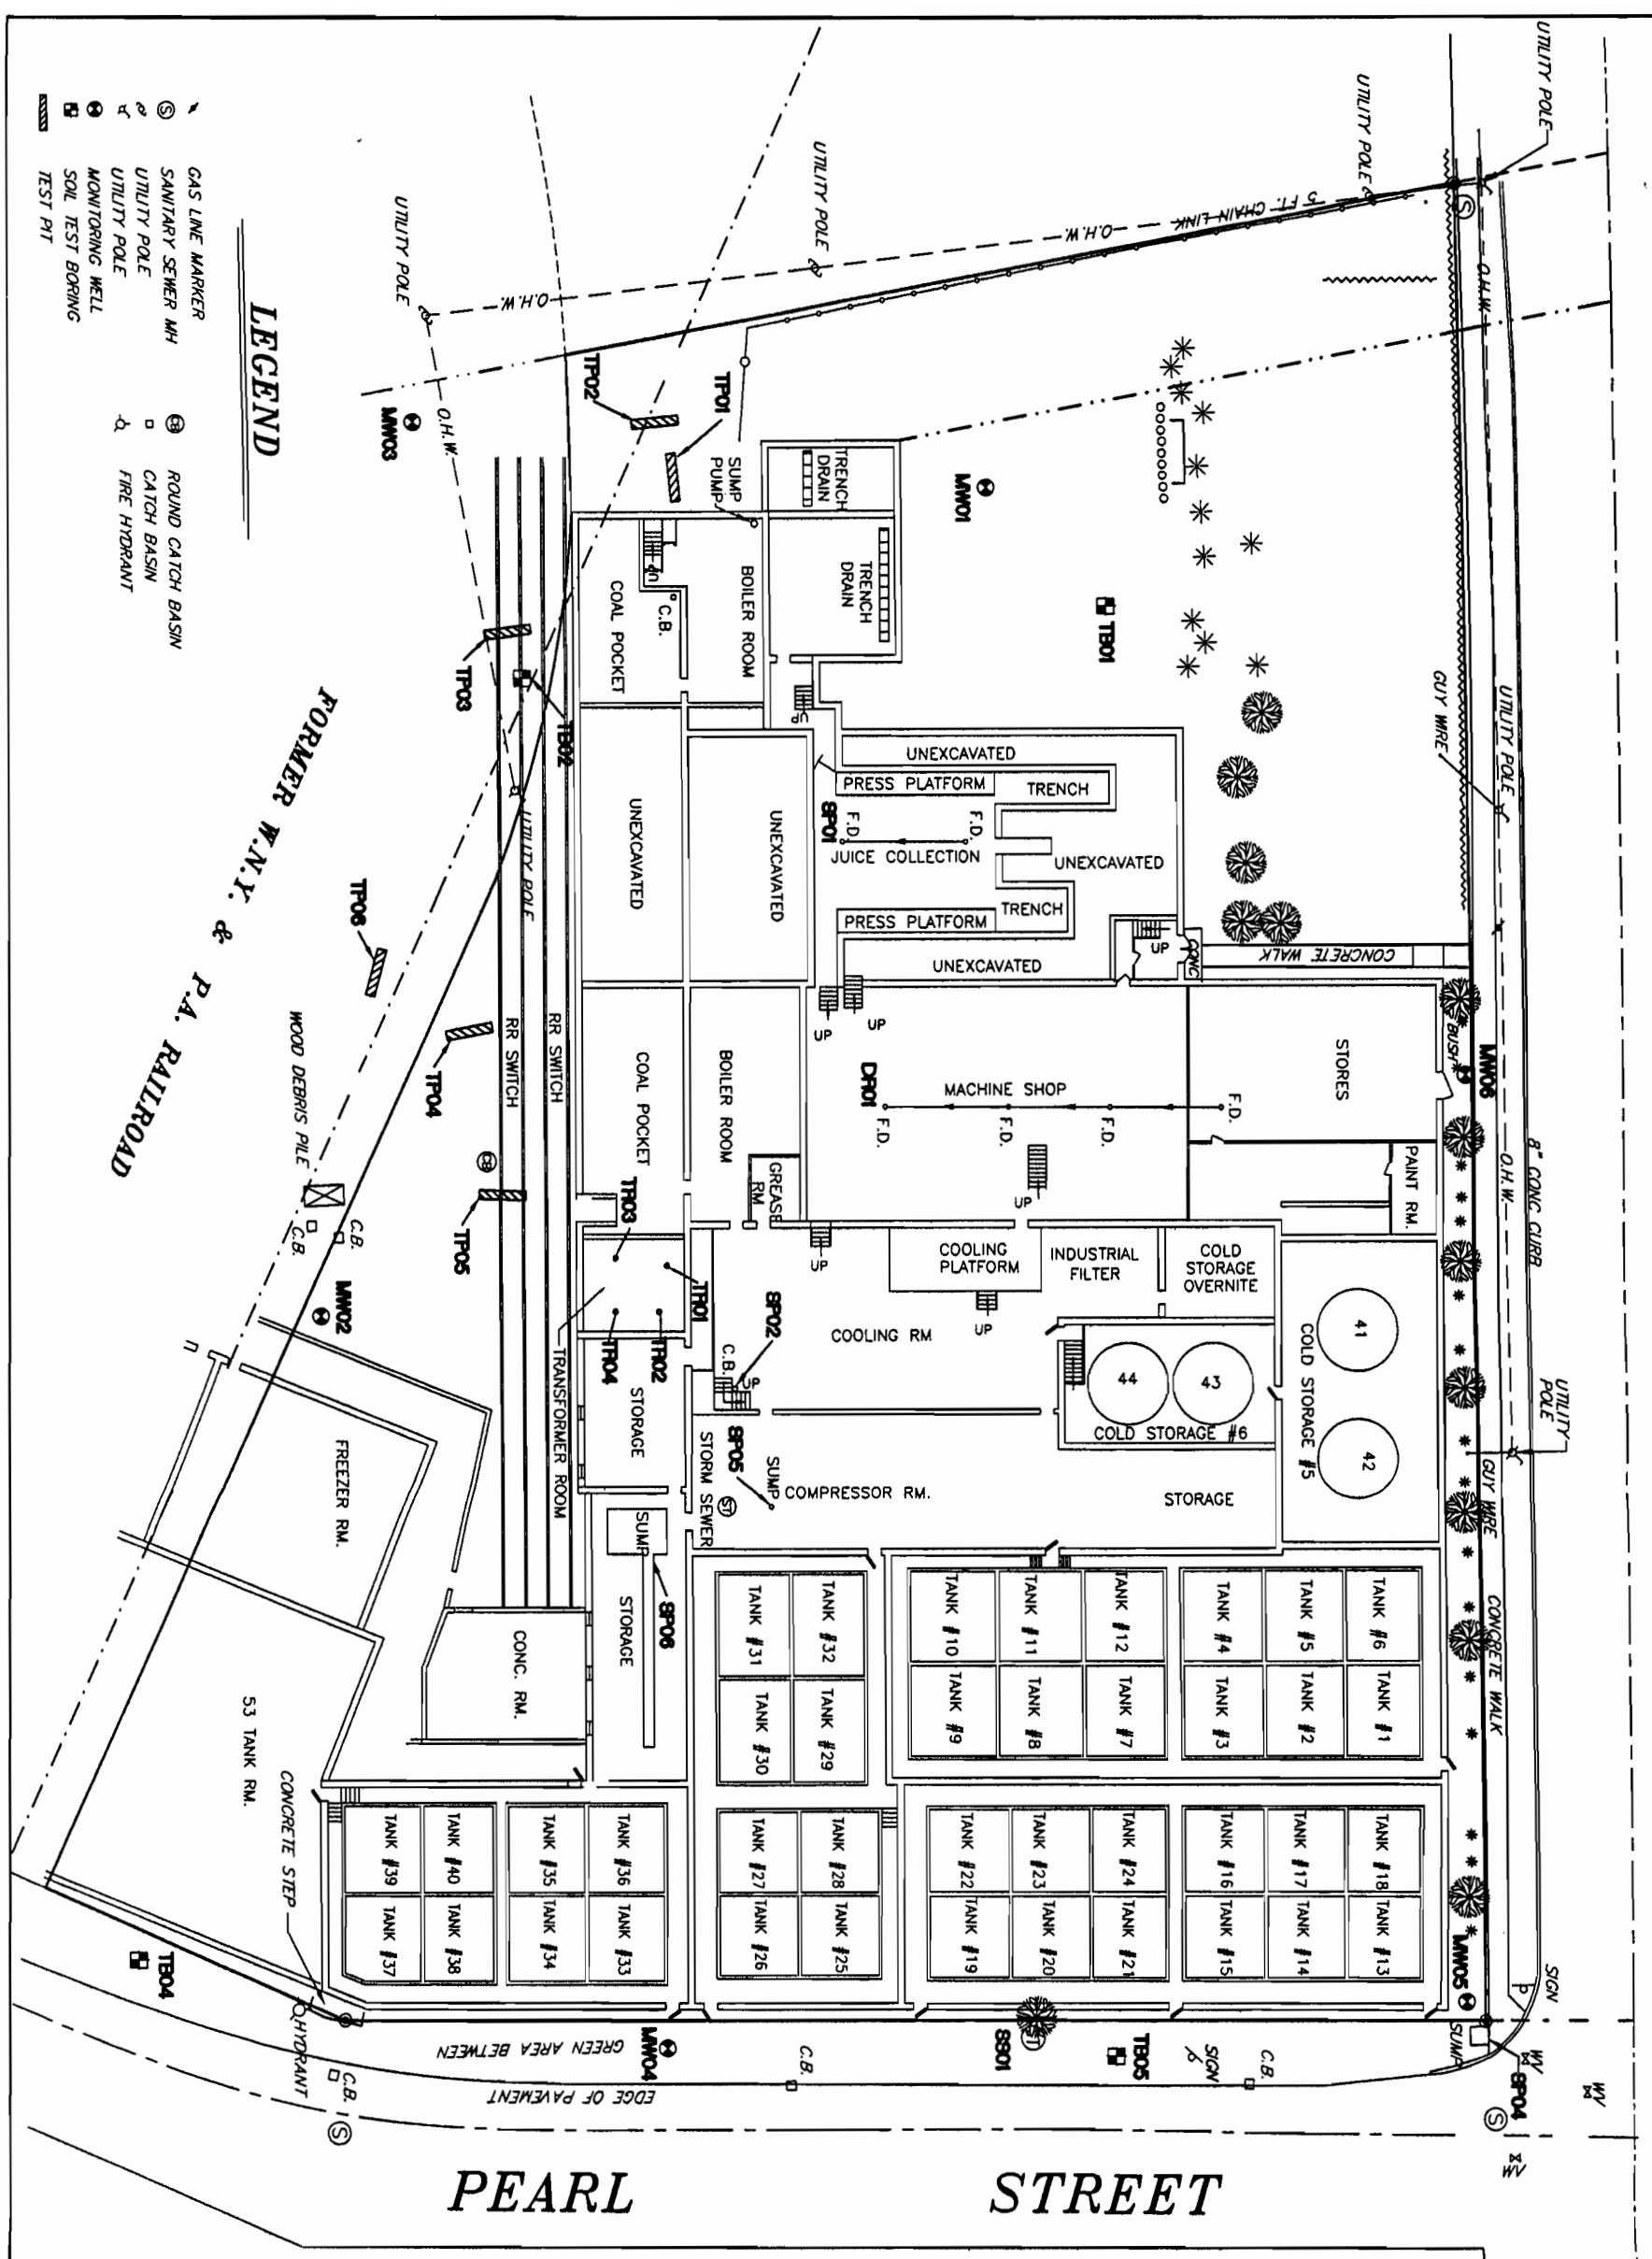 UTILITY POLE
UTILITY POLE
UTILITY POLE
UTILITY POLE
5 FT. CHAIN LINK
O.H.W.
O.H.W.
O.H.W.
O.H.W.
S
LEGEND
GAS LINE MARKER
S
SANITARY SEWER MH
UTILITY POLE
UTILITY POLE
MONITORING WELL
SOIL TEST BORING
TEST PIT
CB
ROUND CATCH BASIN
CATCH BASIN
FIRE HYDRANT
MW03
TP02
TP01
SUMP
PUMP
TRENCH
DRAIN
TRENCH
DRAIN
MW01
TB01
UP
C.B.
BOILER ROOM
COAL POCKET
UP
TP03
TB02
UTILITY POLE
UTILITY POLE
GUY WIRE
UNEXCAVATED
PRESS PLATFORM
TRENCH
SP01
F.D.
F.D.
JUICE COLLECTION
UNEXCAVATED
PRESS PLATFORM
TRENCH
UNEXCAVATED
UNEXCAVATED
UNEXCAVATED
UP
CONC
CONCRETE WALK
FORMER W.N.Y. & P.A. RAILROAD
TP06
TP04
WOOD DEBRIS PILE
RR SWITCH
RR SWITCH
CB
TP05
C.B.
C.B.
MW02
COAL POCKET
BOILER ROOM
UP
UP
DR01
MACHINE SHOP
F.D.
F.D.
F.D.
F.D.
UP
STORES
PAINT RM.
BUSH
MW06
8" CONC CURB
O.H.W.
GREASE
RM
TR03
TR01
TR04
TR02
TRANSFORMER ROOM
UP
COOLING
PLATFORM
INDUSTRIAL
FILTER
COLD
STORAGE
OVERNITE
UP
COOLING RM
SP02
C.B.
UP
41
42
COLD STORAGE #5
44
43
COLD STORAGE #6
UTILITY
POLE
GUY WIRE
CONCRETE WALK
STORAGE
SP05
SUMP
COMPRESSOR RM.
STORAGE
ST
STORM SEWER
SUMP
SP06
STORAGE
FREEZER RM.
CONC. RM.
53 TANK RM.
CONCRETE STEP
TANK #31
TANK #32
TANK #10
TANK #11
TANK #12
TANK #4
TANK #5
TANK #6
TANK #30
TANK #29
TANK #9
TANK #8
TANK #7
TANK #3
TANK #2
TANK #1
TANK #39
TANK #40
TANK #35
TANK #36
TANK #27
TANK #28
TANK #22
TANK #23
TANK #24
TANK #16
TANK #17
TANK #18
TANK #37
TANK #38
TANK #34
TANK #33
TANK #26
TANK #25
TANK #19
TANK #20
TANK #21
TANK #15
TANK #14
TANK #13
MW05
SIGN
SUMP
SP04
WV
WV
WV
S
TB04
HYDRANT
C.B.
S
GREEN AREA BETWEEN
EDGE OF PAVEMENT
MW04
C.B.
SS01
ST
TB05
SIGN
C.B.
PEARL STREET